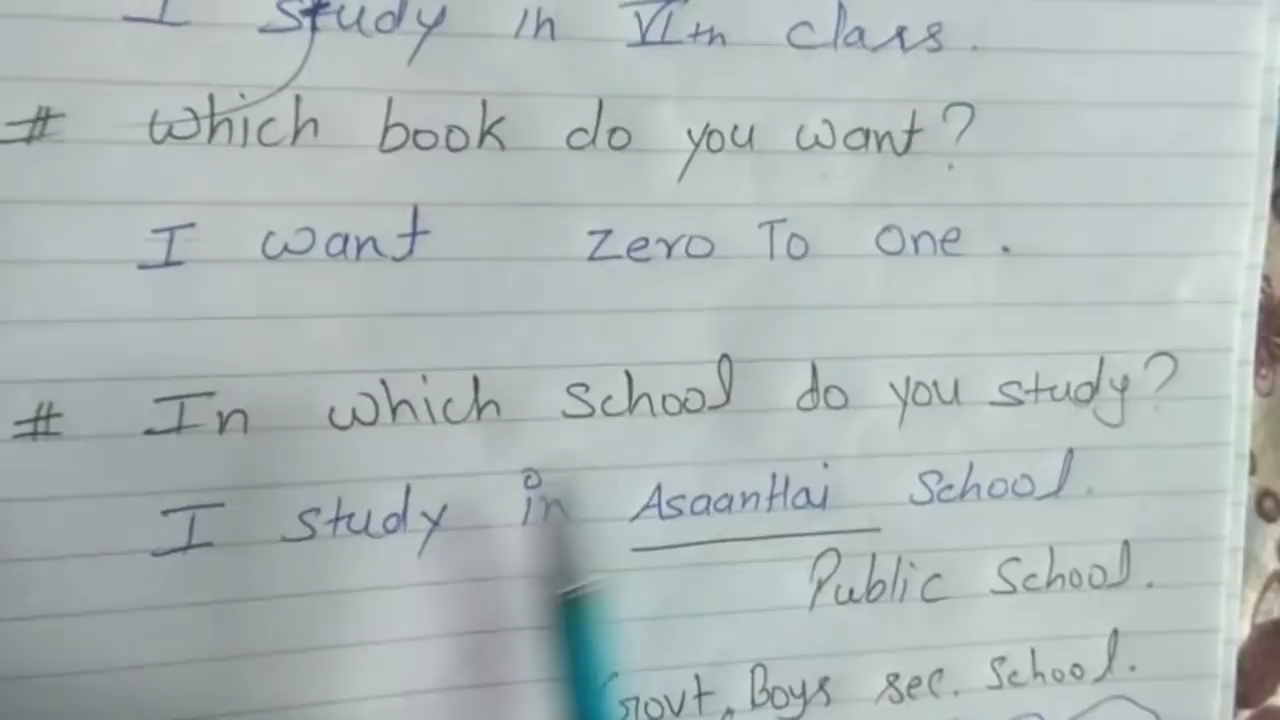 I study in VIth class.
# which book do you want?
I want zero To one.
# In which school do you study?
I study in AsaanHai School.
Public School.
Govt. Boys sec. School.